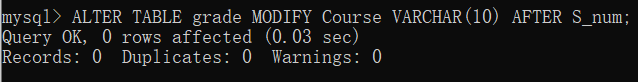 mysql> ALTER TABLE grade MODIFY Course VARCHAR(10) AFTER S_num;
Query OK, 0 rows affected (0.03 sec)
Records: 0  Duplicates: 0  Warnings: 0